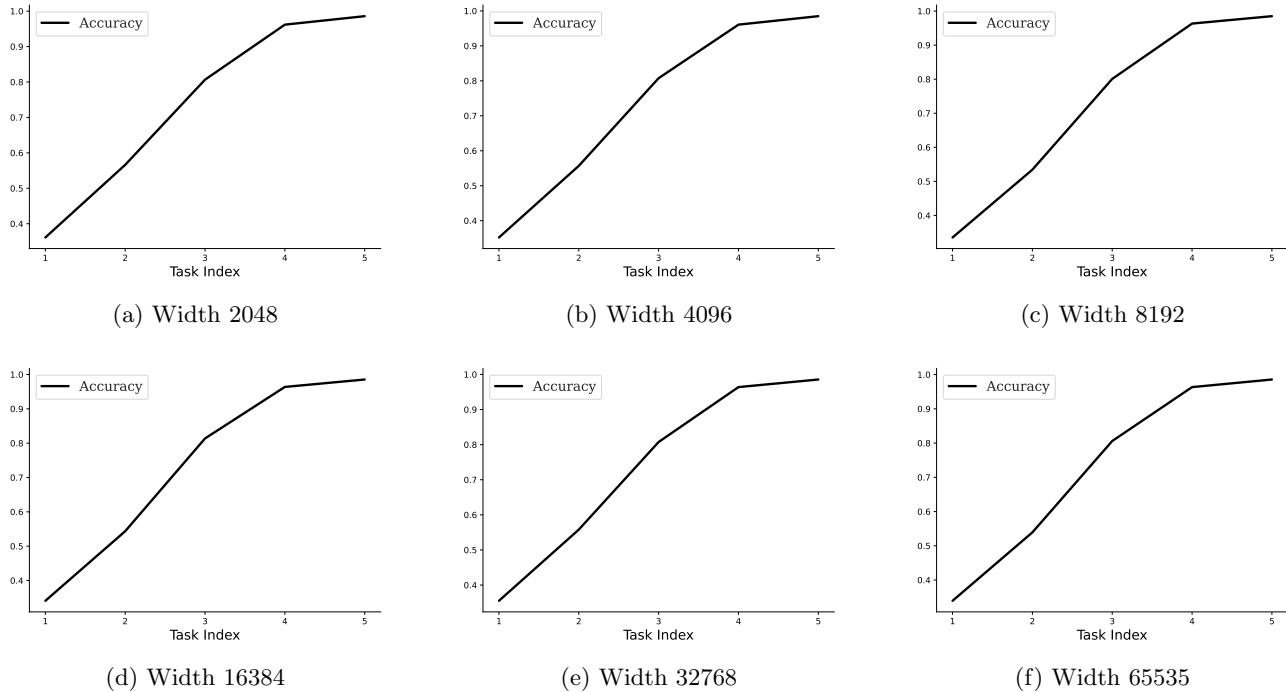 1.0
Accuracy
0.9
0.8
0.7
0.6
0.5
0.4
1 2 3 4 5
Task Index
(a) Width 2048
1.0
Accuracy
0.9
0.8
0.7
0.6
0.5
0.4
1 2 3 4 5
Task Index
(b) Width 4096
1.0
Accuracy
0.9
0.8
0.7
0.6
0.5
0.4
1 2 3 4 5
Task Index
(c) Width 8192
1.0
Accuracy
0.9
0.8
0.7
0.6
0.5
0.4
1 2 3 4 5
Task Index
(d) Width 16384
1.0
Accuracy
0.9
0.8
0.7
0.6
0.5
0.4
1 2 3 4 5
Task Index
(e) Width 32768
1.0
Accuracy
0.9
0.8
0.7
0.6
0.5
0.4
1 2 3 4 5
Task Index
(f) Width 65535